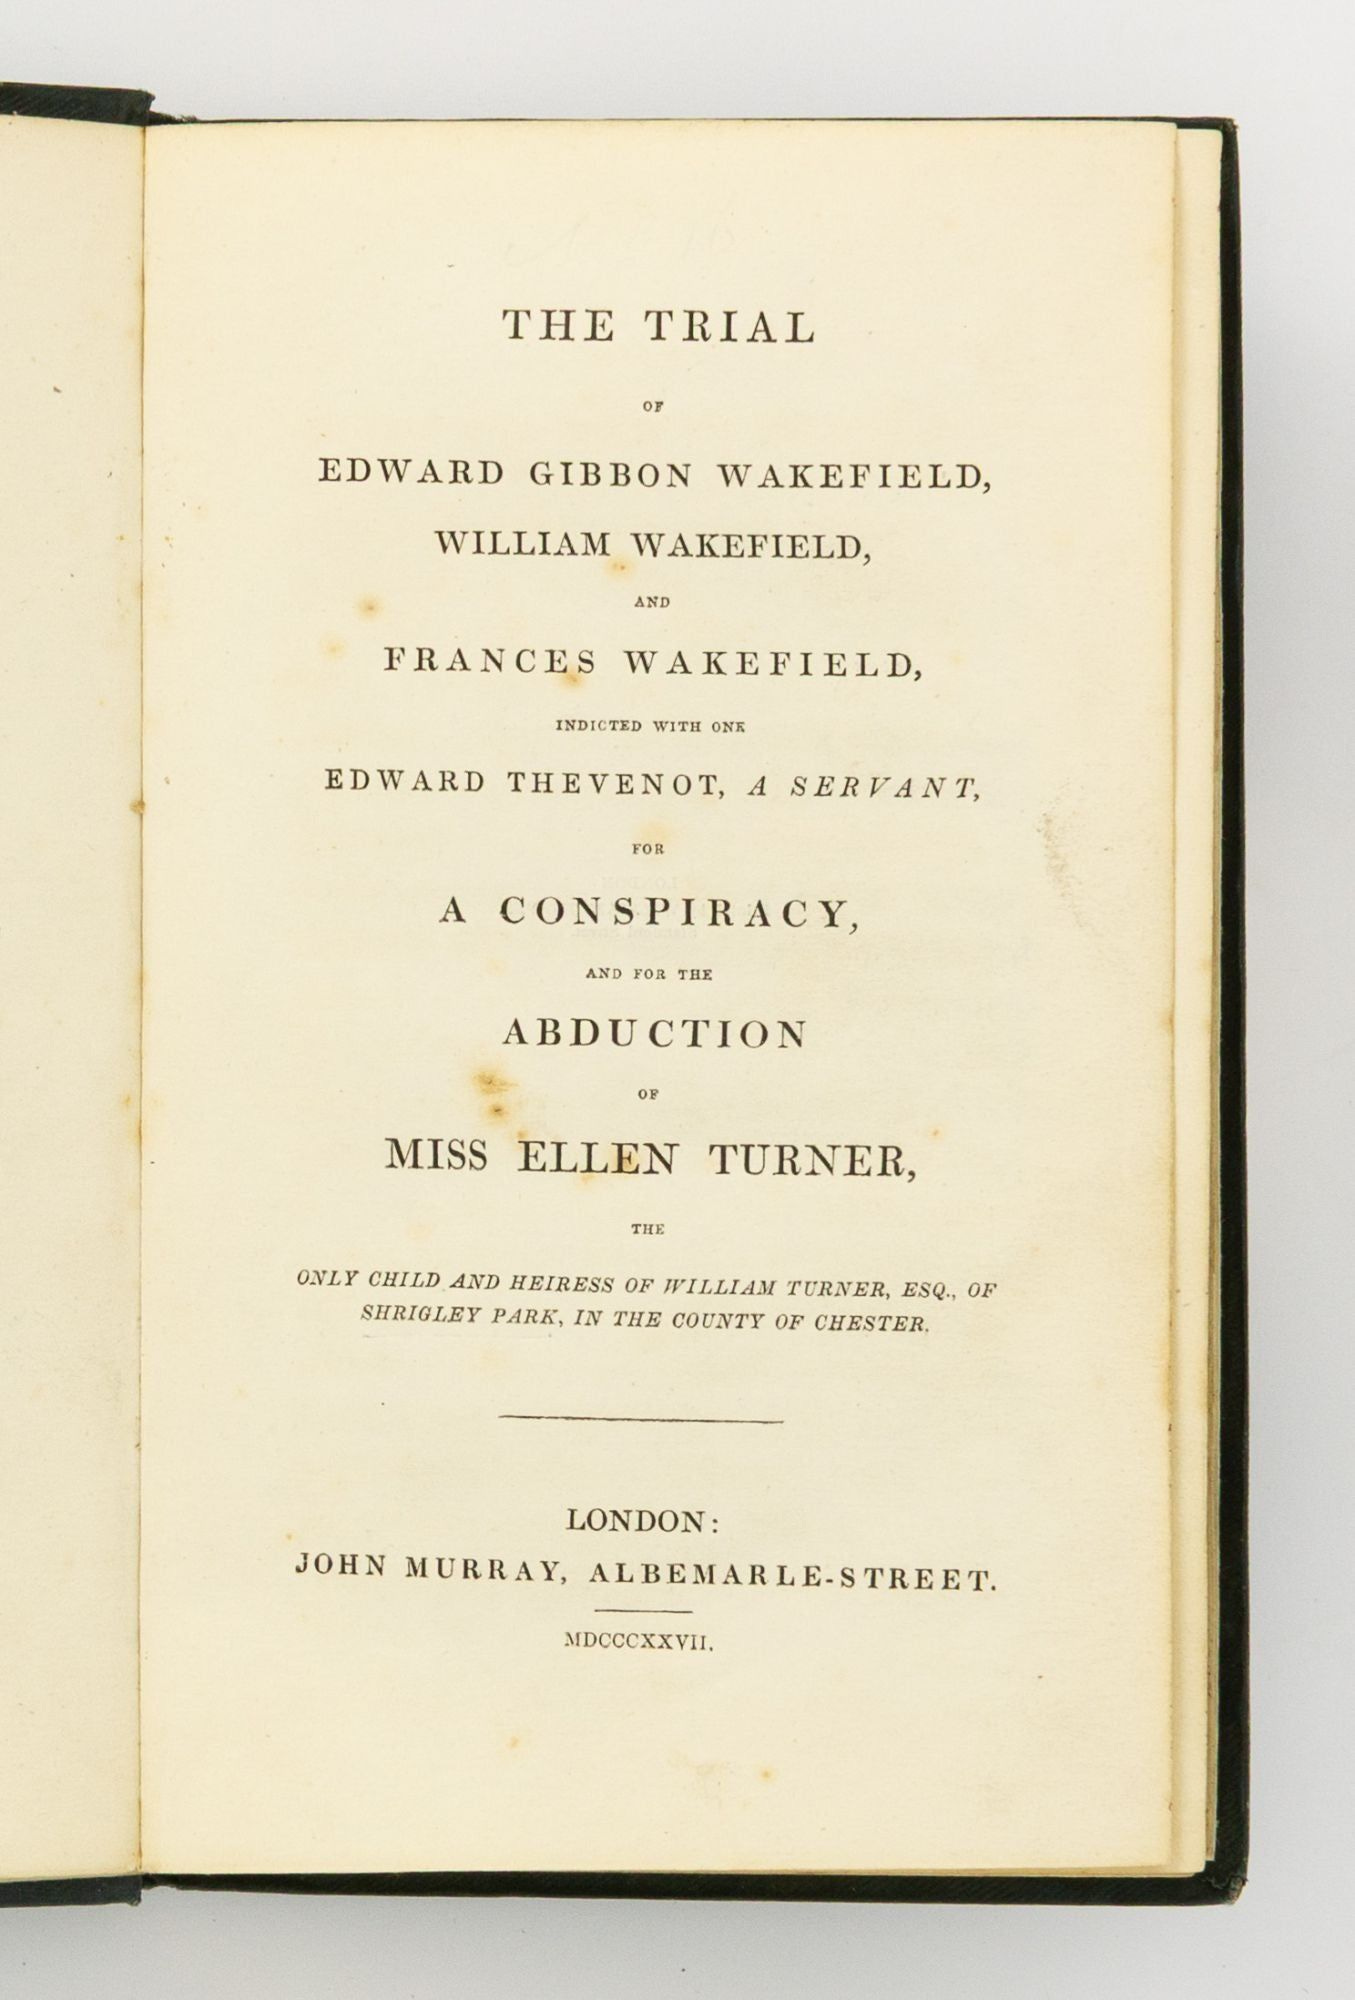 THE TRIAL
OF
EDWARD GIBBON WAKEFIELD,
WILLIAM WAKEFIELD,
AND
FRANCES WAKEFIELD,
INDICTED WITH ONE
EDWARD THEVENOT, A SERVANT,
FOR
A CONSPIRACY,
AND FOR THE
ABDUCTION
OF
MISS ELLEN TURNER,
THE
ONLY CHILD AND HEIRESS OF WILLIAM TURNER, ESQ., OF
SHRIGLEY PARK, IN THE COUNTY OF CHESTER.
LONDON:
JOHN MURRAY, ALBEMARLE-STREET.
MDCCCXXVII.